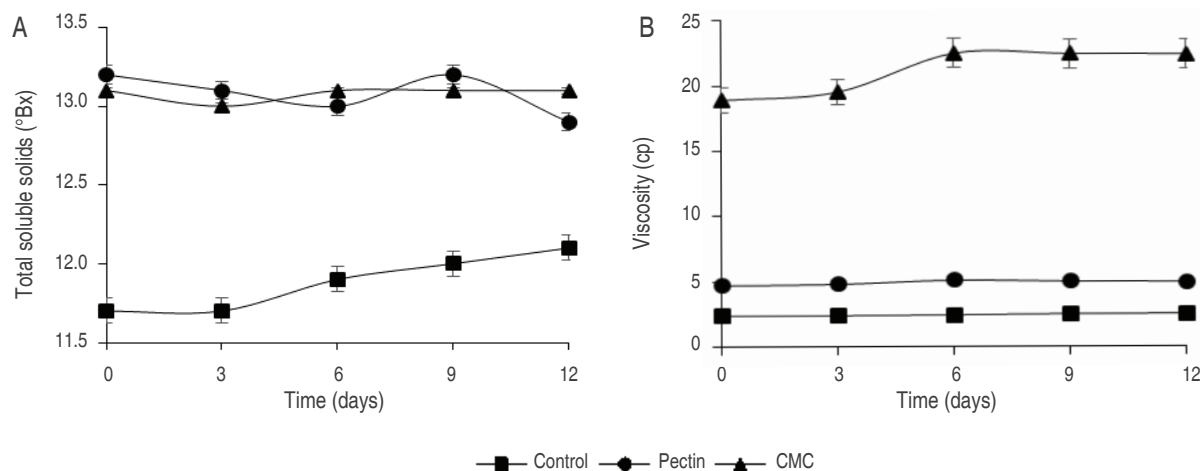 A
Total soluble solids (°Bx)
13.5
13.0
12.5
12.0
11.5
0 3 6 9 12
Time (days)
B
Viscosity (cp)
25
20
15
10
5
0
0 3 6 9 12
Time (days)
Control Pectin CMC